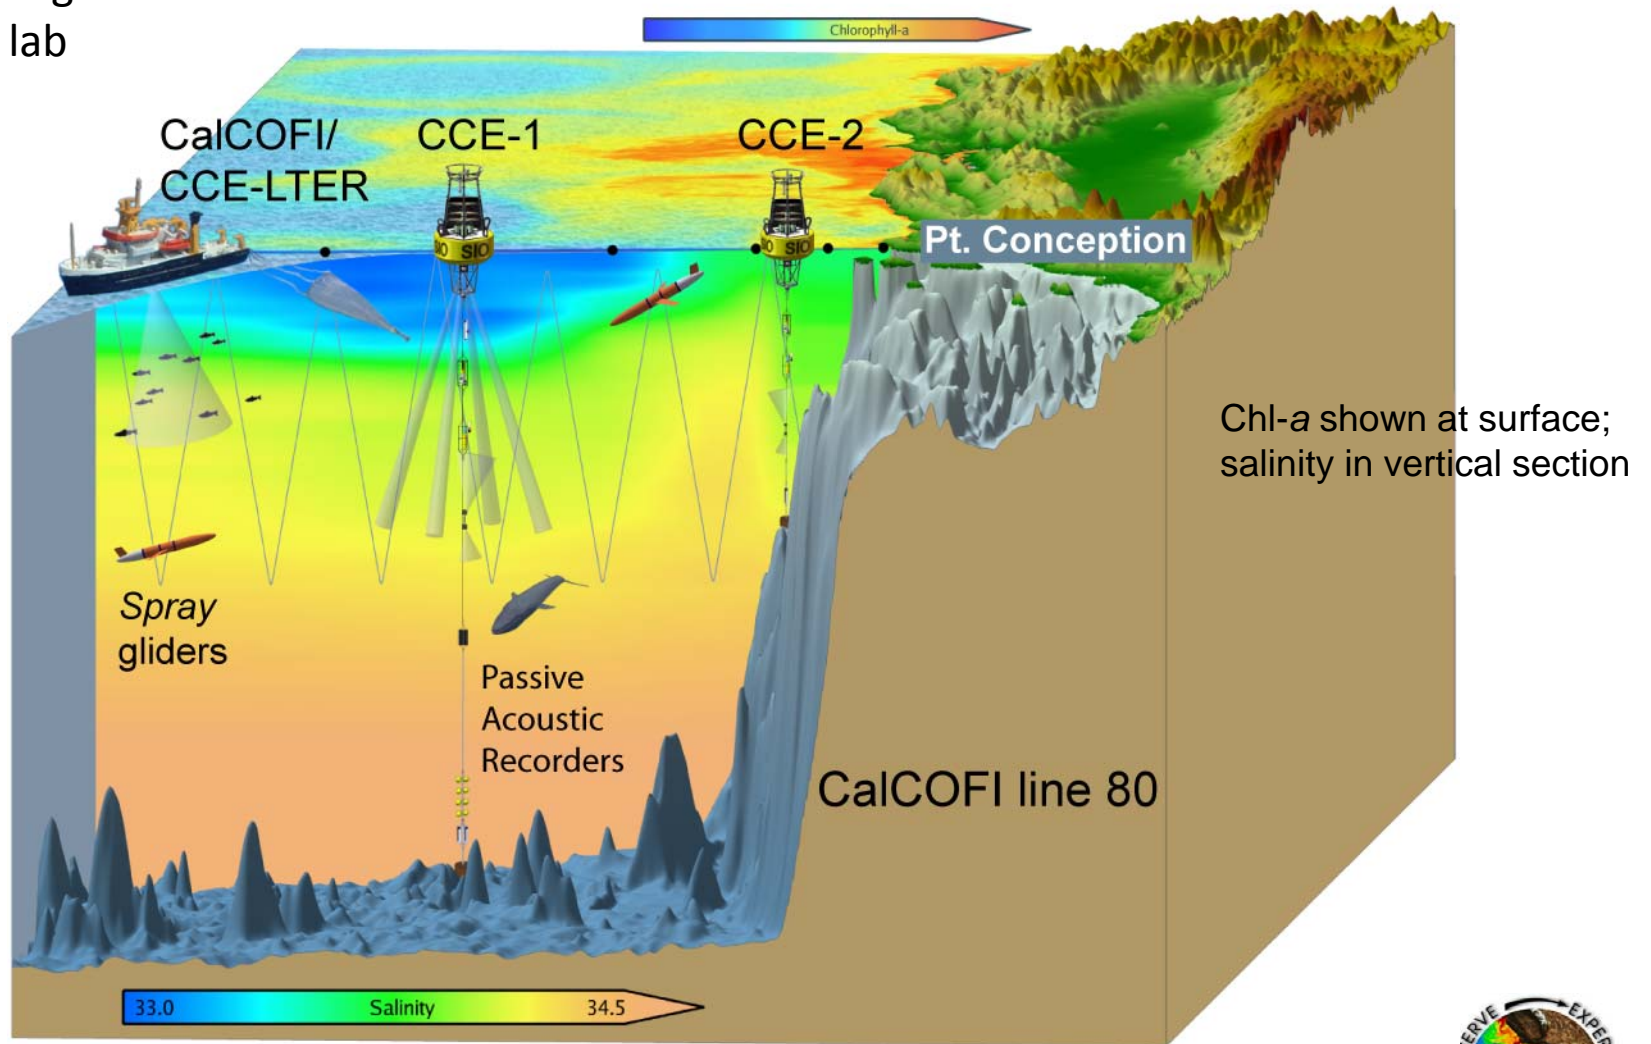 lab
Chlorophyll-a
CalCOFI/
CCE-LTER
CCE-1
CCE-2
SIO
SIO
Pt. Conception
Chl-a shown at surface;
salinity in vertical section
Spray
gliders
Passive
Acoustic
Recorders
CalCOFI line 80
33.0 Salinity 34.5